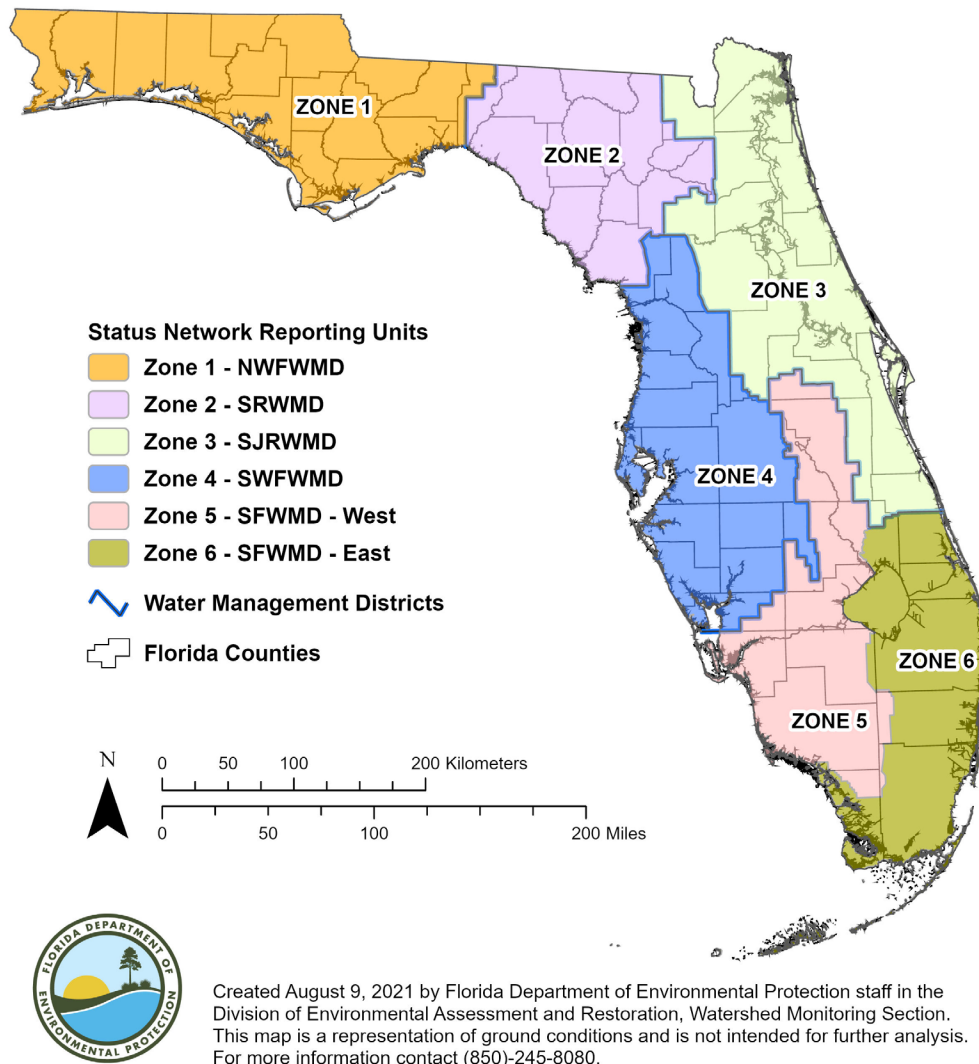 ZONE 1
ZONE 2
ZONE 3
Status Network Reporting Units
Zone 1 - NWFWMD
Zone 2 - SRWMD
Zone 3 - SJRWMD
Zone 4 - SWFWMD
Zone 5 - SFWMD - West
Zone 6 - SFWMD - East
Water Management Districts
Florida Counties
ZONE 4
ZONE 6
ZONE 5
N
0 50 100 200 Kilometers
0 50 100 200 Miles
FLORIDA DEPARTMENT OF
ENVIRONMENTAL PROTECTION
Created August 9, 2021 by Florida Department of Environmental Protection staff in the
Division of Environmental Assessment and Restoration, Watershed Monitoring Section.
This map is a representation of ground conditions and is not intended for further analysis.
For more information contact (850)-245-8080.